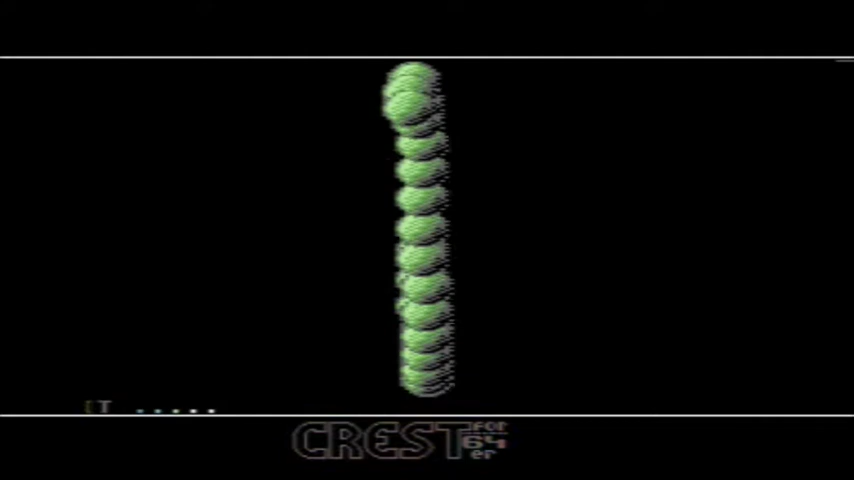 T .....
CREST
for
64
er